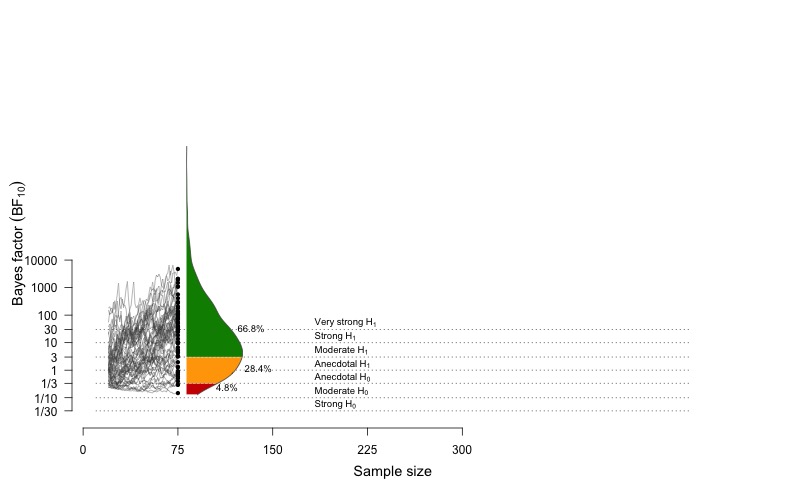 Bayes factor (BF₁₀)
10000
1000
100
30
10
3
1
1/3
1/10
1/30
66.8%
28.4%
4.8%
Very strong H₁
Strong H₁
Moderate H₁
Anecdotal H₁
Anecdotal H₀
Moderate H₀
Strong H₀
0 75 150 225 300
Sample size